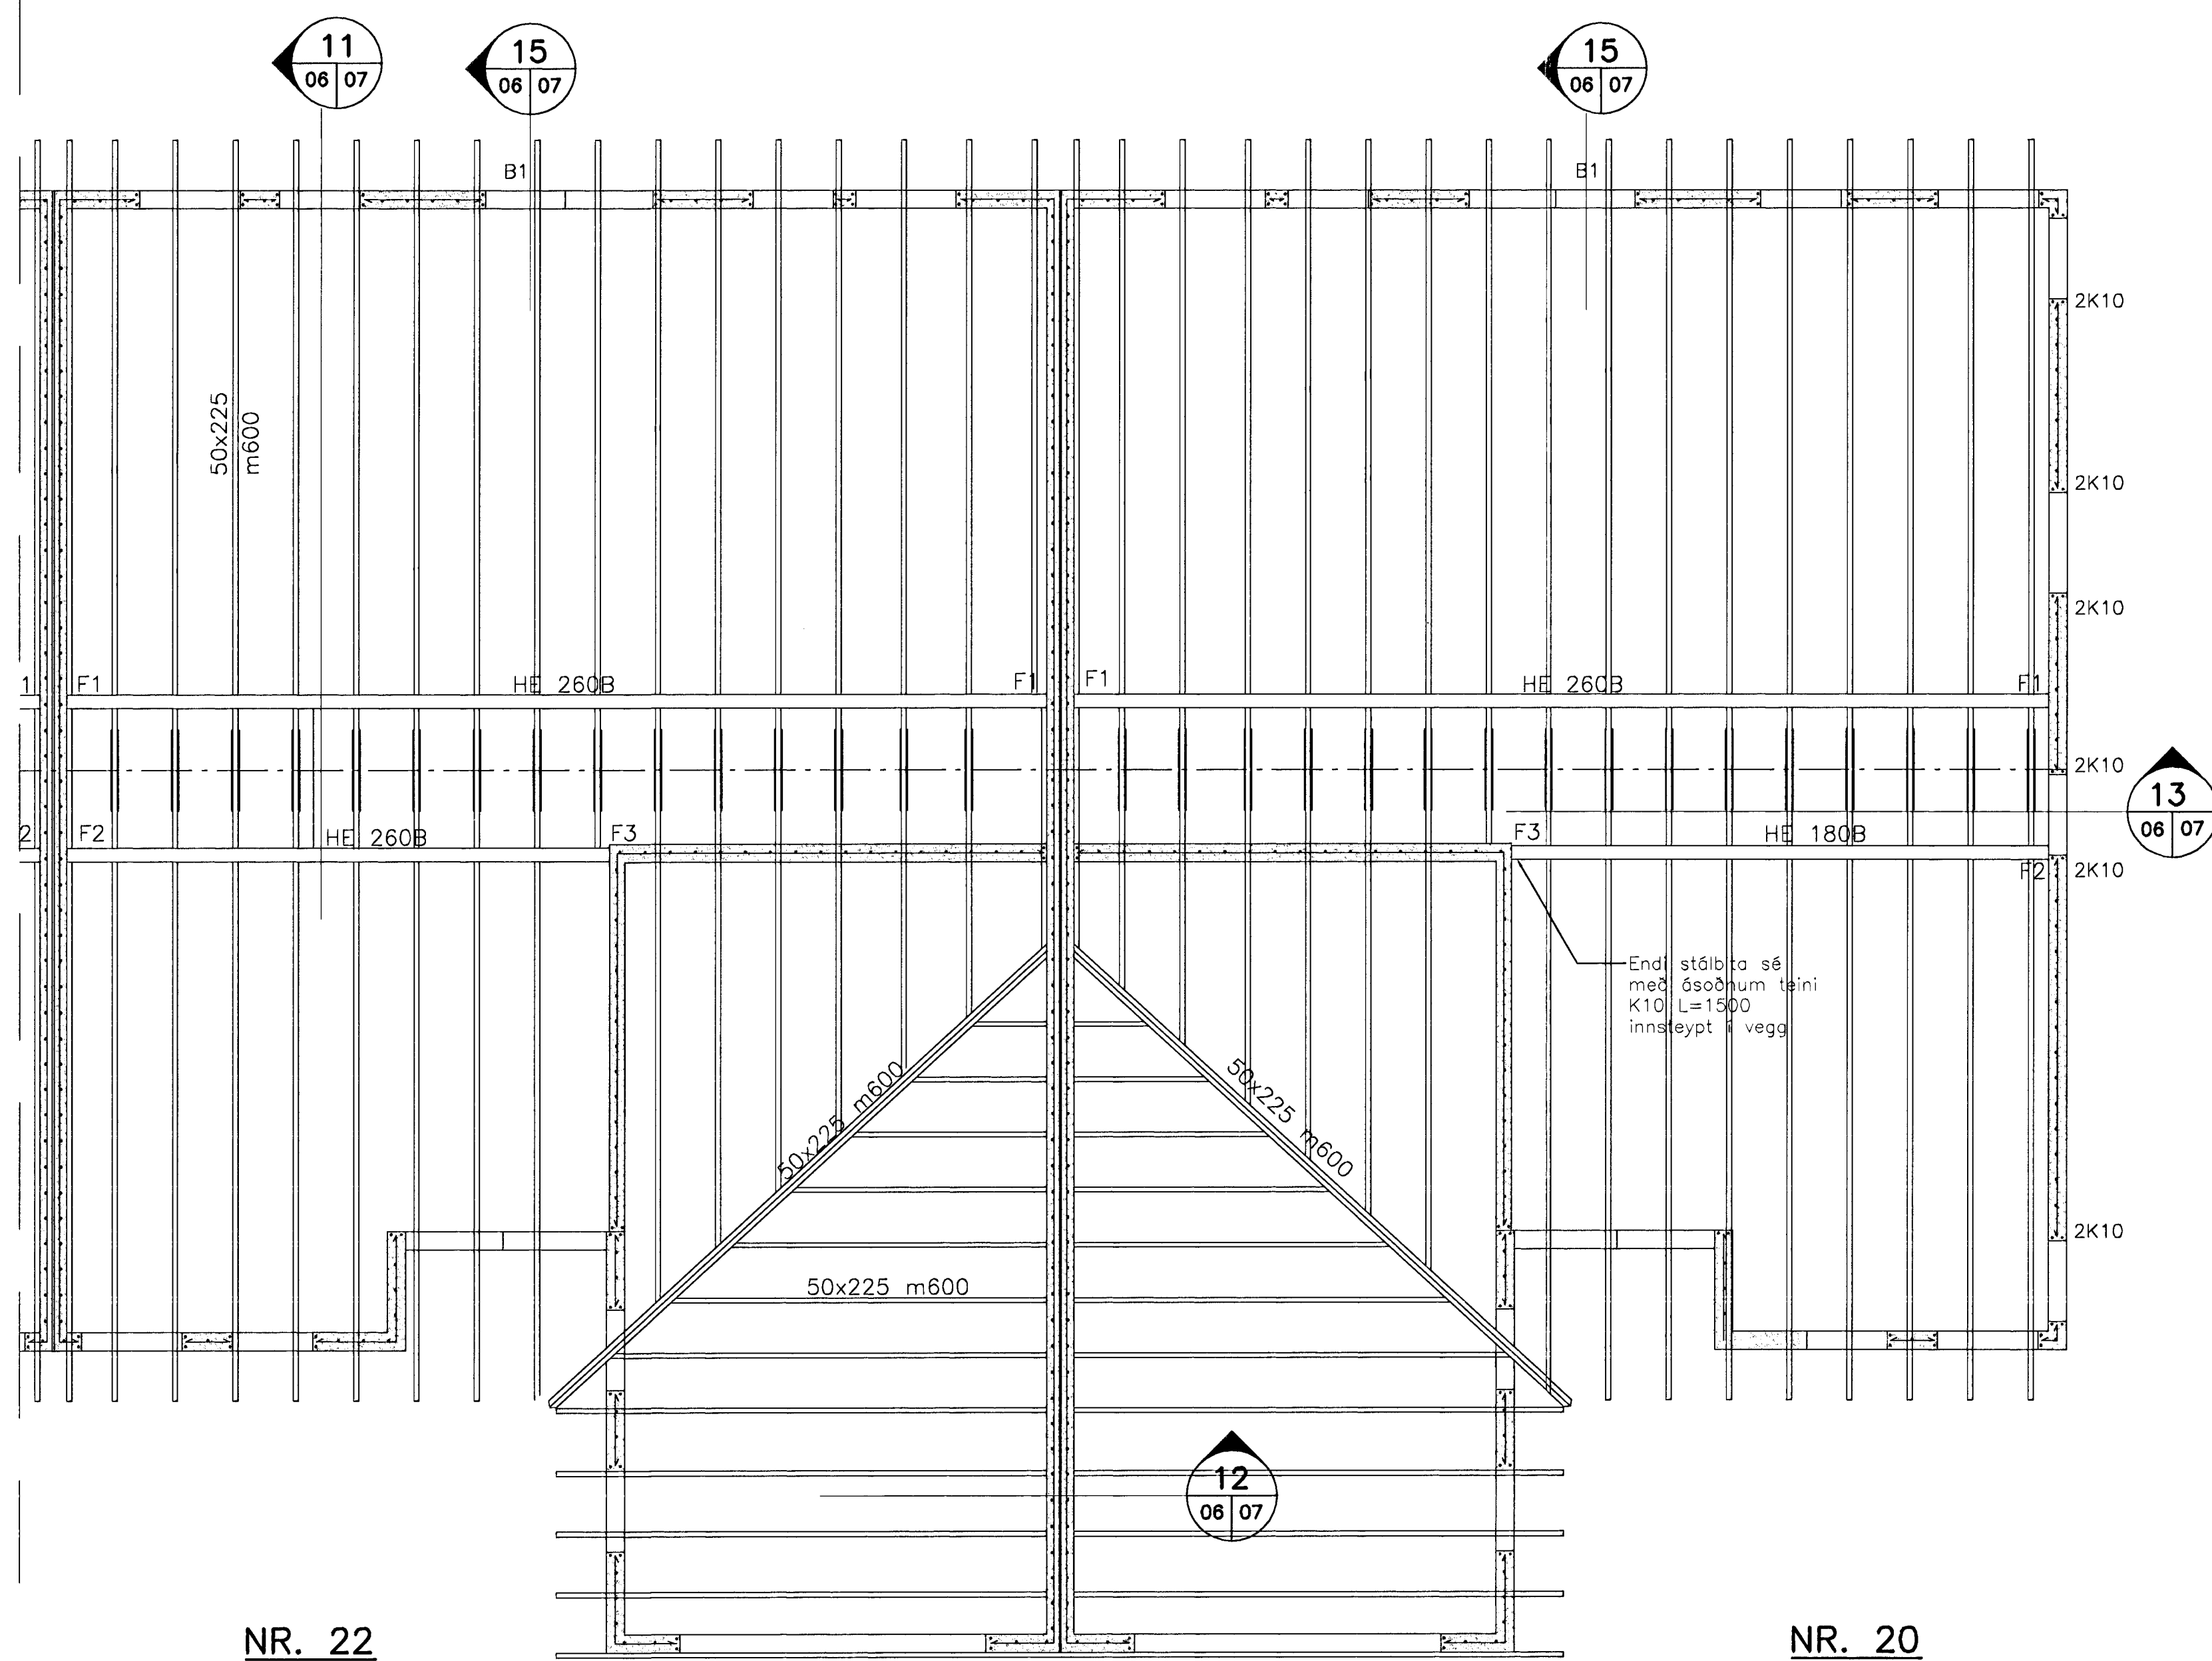 11
06 07
15
06 07
15
06 07
B1
B1
2K10
50x225
m600
2K10
2K10
1
F1
HE 260B
F1
F1
HE 260B
F1
2K10
13
06 07
2
F2
HE 260B
F3
F3
HE 180B
F2
2K10
Endi stálbita sé
með ásoðnum teini
K10 L=1500
innsteypt í vegg
50x225 m600
50x225 m600
2K10
50x225 m600
12
06 07
NR. 22
NR. 20